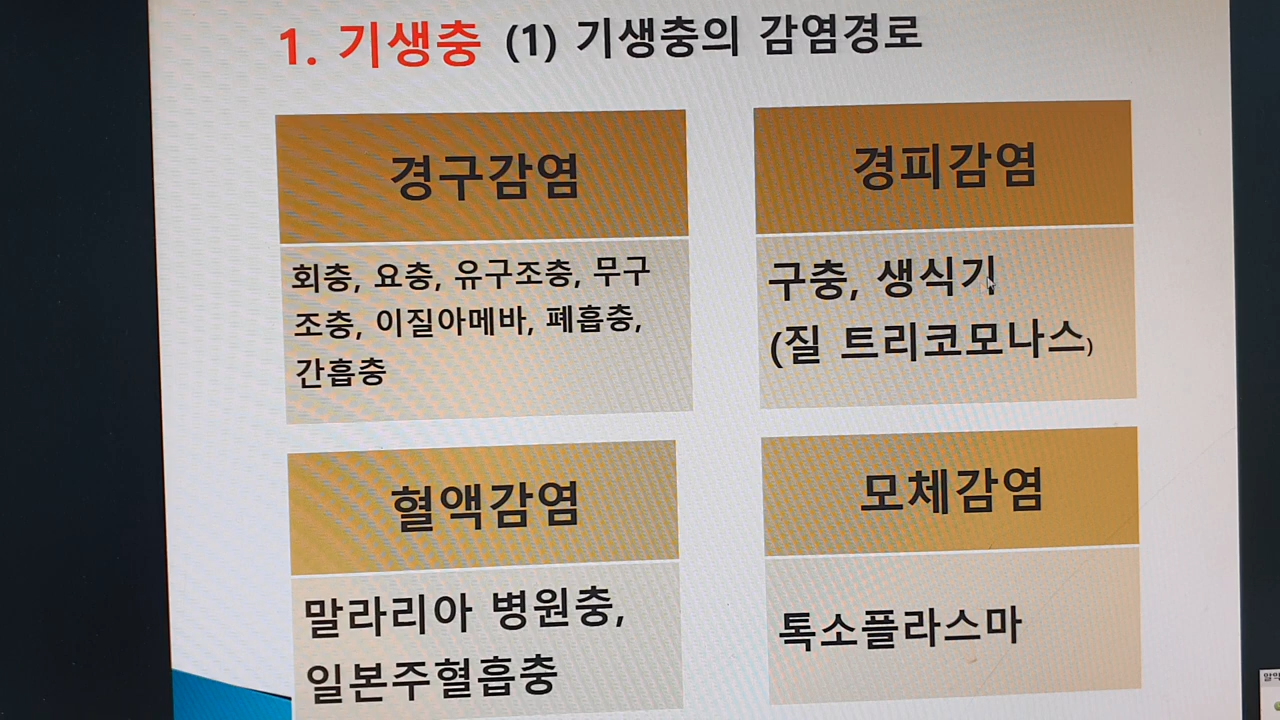 1. 기생충 (1) 기생충의 감염경로
경구감염
회충, 요충, 유구조충, 무구
조충, 이질아메바, 폐흡충,
간흡충
경피감염
구충, 생식기
(질 트리코모나스)
혈액감염
말라리아 병원충,
일본주혈흡충
모체감염
톡소플라스마